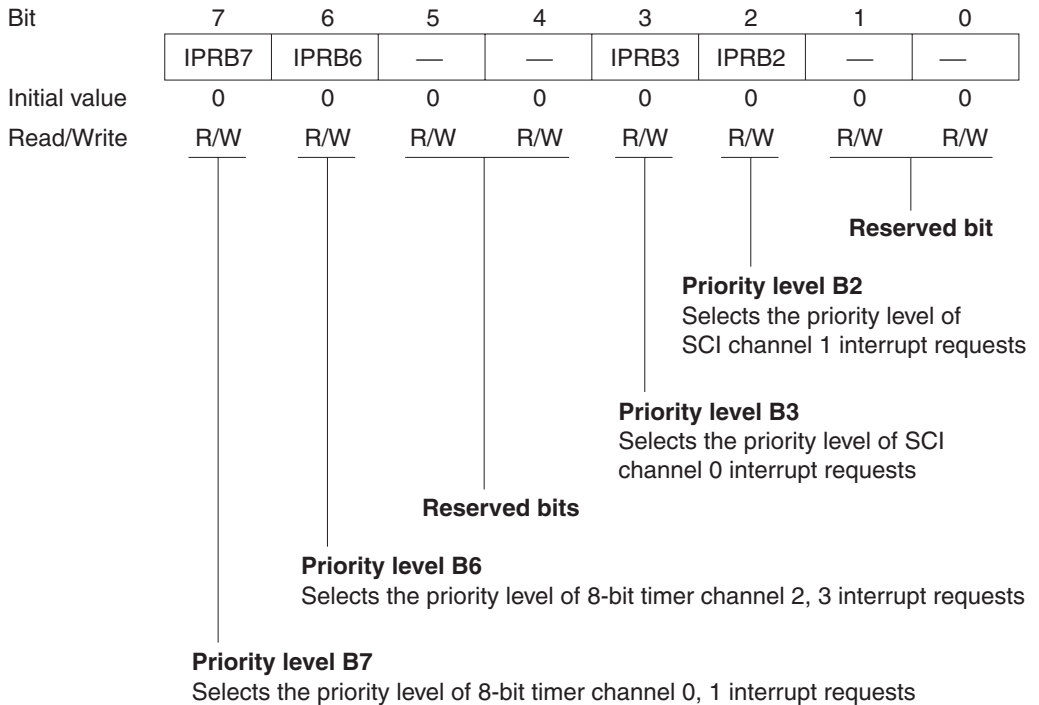 Bit 7 6 5 4 3 2 1 0
IPRB7 IPRB6 — — IPRB3 IPRB2 — —
Initial value 0 0 0 0 0 0 0 0
Read/Write R/W R/W R/W R/W R/W R/W R/W R/W
Reserved bit
Priority level B2
Selects the priority level of
SCI channel 1 interrupt requests
Priority level B3
Selects the priority level of SCI
channel 0 interrupt requests
Reserved bits
Priority level B6
Selects the priority level of 8-bit timer channel 2, 3 interrupt requests
Priority level B7
Selects the priority level of 8-bit timer channel 0, 1 interrupt requests